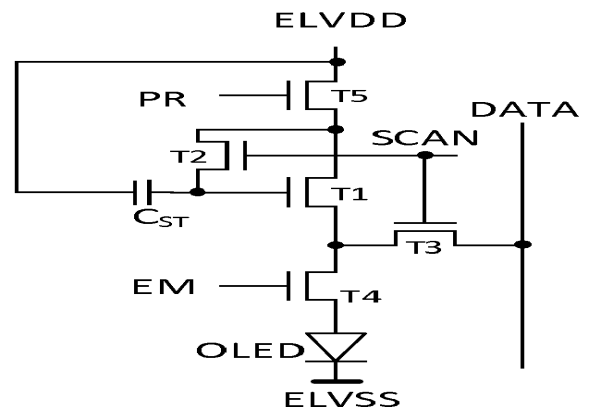 ELVDD
PR
T5
DATA
SCAN
T2
T1
CST
T3
EM
T4
OLED
ELVSS